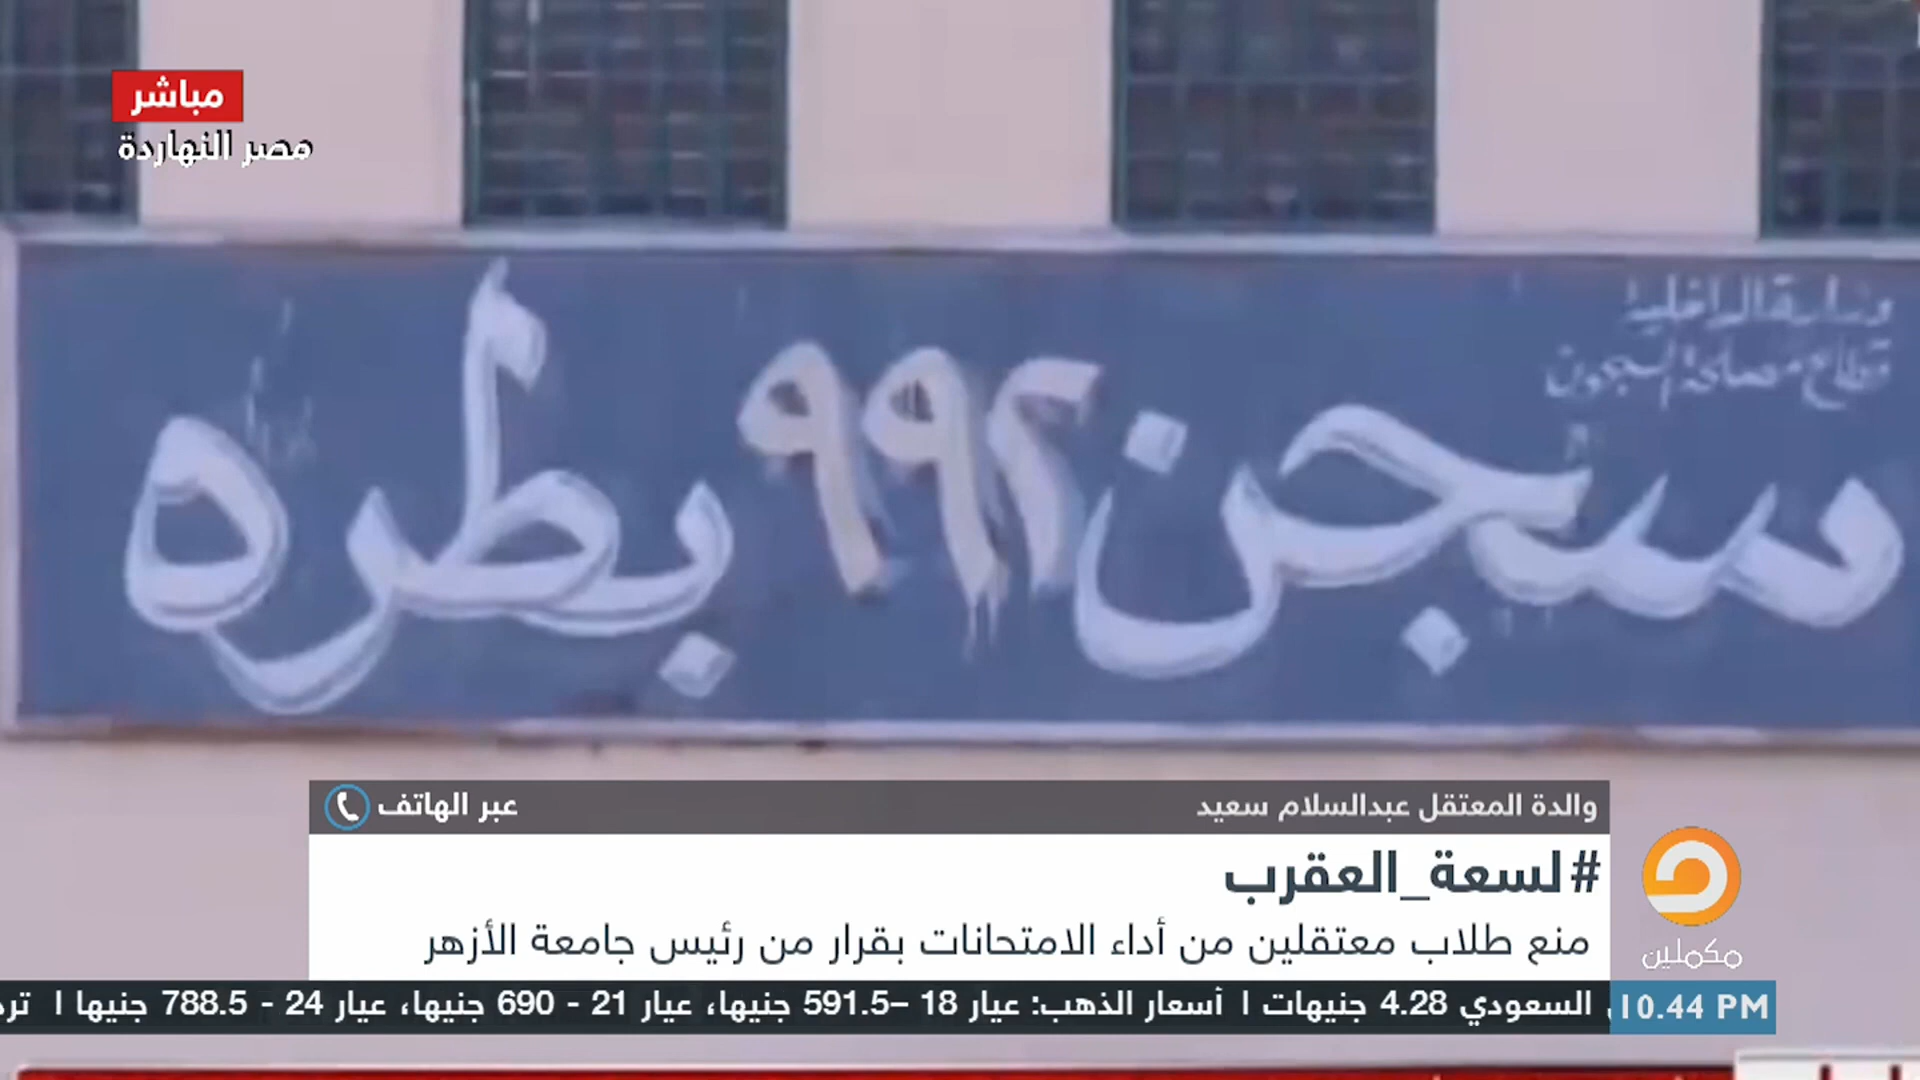 مباشر
مصر النهاردة
وزارة الداخلية
قطاع مصلحة السجون
سجن ٩٩٢ بطره
والدة المعتقل عبدالسلام سعيد
عبر الهاتف
#لسعة_العقرب
منع طلاب معتقلين من أداء الامتحانات بقرار من رئيس جامعة الأزهر
مكملين
السعودي 4.28 جنيهات ا أسعار الذهب: عيار 18 –591.5 جنيها، عيار 21 - 690 جنيها، عيار 24 - 788.5 جنيها ا
10.44 PM